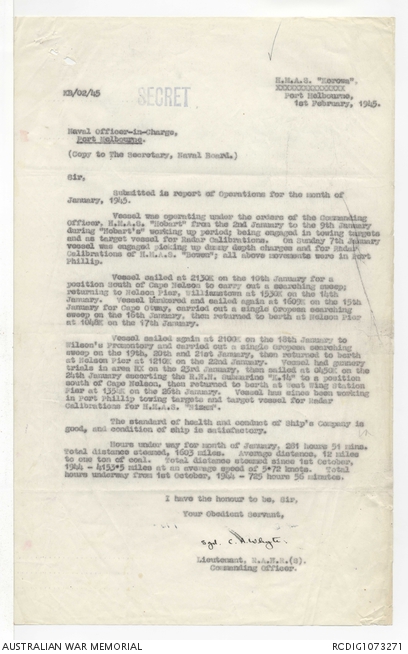 KB/02/45
SECRET
H.M.A.S. "Kerowa".
XXXXXXXXXXXXXXX
Port Melbourne,
1st February, 1945.
Naval Officer-in-Charge,
Port Melbourne.
(Copy to The Secretary, Naval Board.)
Sir,
Submitted is report of Operations for the month of
January, 1945.
Vessel was operating under the orders of the Commanding
Officer, H.M.A.S. "Hobart" from the 2nd January to the 9th January
during "Hobart's" working up period; being engaged in towing targets
and as target vessel for Radar Calibrations. On Sunday 7th January
vessel was engaged picking up dummy depth charges and for Radar
Calibrations of H.M.A.S. ; all above movements were in Port
Phillip.
Vessel sailed at 2130K on the 10th January for a
position South of Cape Nelson to carry out a searching sweep;
returning to Nelson Pier, Williamstown at 1530K on the 14th
January. Vessel bunkered and sailed again at 1600K on the 15th
January for Cape Otway, carried out a single Oropesa searching
sweep on the 16th January, then returned to berth at Nelson Pier
at 1040K on the 17th January.
Vessel sailed again at 2100K on the 18th January to
Wilson's Promontory and carried out a single Oropesa searching
sweep on the 19th, 20th and 21st January, then returned to berth
at Nelson Pier at 1210K on the 22nd January. Vessel had gunnery
trials in area on the 23rd January, then sailed at 0430K on the
24th January escorting the Submarine to a position
south of Cape Nelson, then returned to berth at West Wing Station
Pier at on the 26th January. Vessel has since been working
in Port Phillip towing targets and target vessel for Radar
Calibrations for H.M.A.S.
The standard of health and conduct of Ship's Company is
good, and condition of ship is satisfactory.
Hours under way for month of January, 281 hours 51 mins.
Total distance steamed, 1603 miles. Average distance, 12 miles
to one ton of coal. Total distance steamed since 1st October,
1944 - 4153.5 miles at an average speed of 5.72 knots. Total
hours underway from 1st October, 1944 - 725 hours 56 minutes.
I have the honour to be, Sir,
Your Obedient Servant,
sgd. C. Whyte
Lieutenant, R.A.N.R.(S).
Commanding Officer.
AUSTRALIAN WAR MEMORIAL
RCDIG1073271